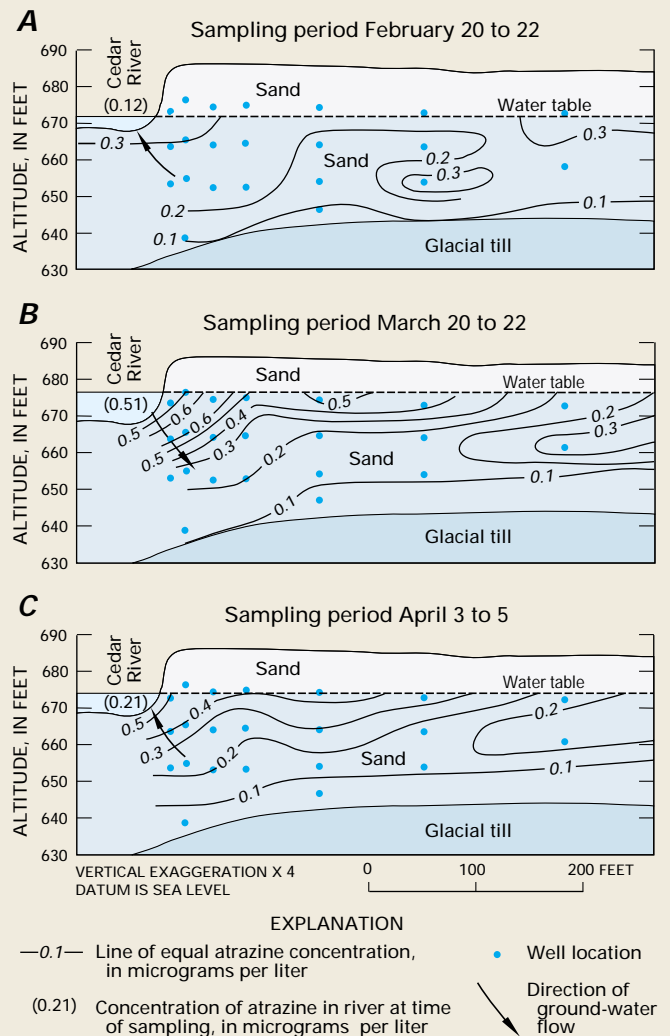 A
Sampling period February 20 to 22
ALTITUDE, IN FEET
690
680
670
660
650
640
630
Cedar River
(0.12)
Sand
Water table
0.3
0.3
Sand
0.2
0.3
0.2
0.1
0.1
Glacial till
B
Sampling period March 20 to 22
ALTITUDE, IN FEET
690
680
670
660
650
640
630
Cedar River
(0.51)
Sand
Water table
0.5
0.6
0.6
0.4
0.5
0.5
0.3
0.2
0.2
0.3
Sand
0.1
0.1
Glacial till
C
Sampling period April 3 to 5
ALTITUDE, IN FEET
690
680
670
660
650
640
630
Cedar River
(0.21)
Sand
Water table
0.5
0.4
0.2
0.3
0.2
Sand
0.1
0.1
Glacial till
VERTICAL EXAGGERATION X 4
DATUM IS SEA LEVEL
0 100 200 FEET
EXPLANATION
0.1 Line of equal atrazine concentration,
in micrograms per liter
(0.21) Concentration of atrazine in river at time
of sampling, in micrograms per liter
Well location
Direction of
ground-water
flow